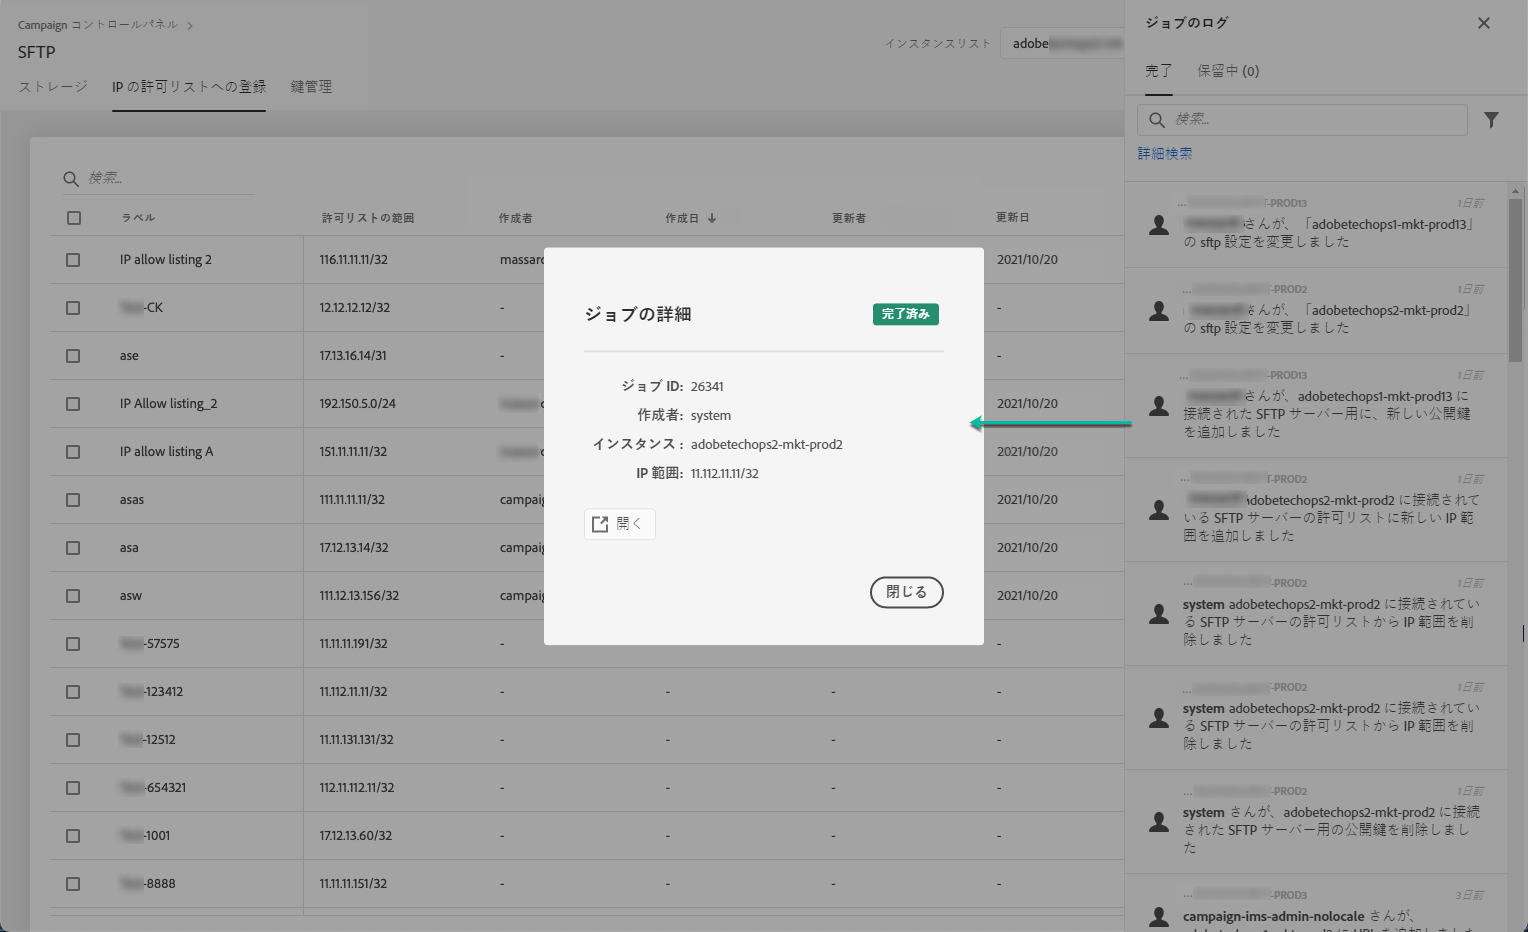 Campaign コントロールパネル
SFTP
インスタンスリスト adobe
ストレージ IP の許可リストへの登録 鍵管理
検索...
ラベル 許可リストの範囲 作成者 作成日 更新者 更新日
IP allow listing 2 116.11.11.11/32 massaro 2021/10/20
-CK 12.12.12.12/32 - -
ase 17.13.16.14/31 - -
IP Allow listing_2 192.150.5.0/24 2021/10/20
IP allow listing A 151.11.11.11/32 2021/10/20
asas 111.11.11.11/32 campaig 2021/10/20
asa 17.12.13.14/32 campaig 2021/10/20
asw 111.12.13.156/32 campaig 2021/10/20
-57575 11.11.11.191/32 - -
-123412 11.112.11.11/32 - - - -
-12512 11.11.131.131/32 - - - -
-654321 112.11.112.11/32 - - - -
-1001 17.12.13.60/32 - - - -
-8888 11.11.11.151/32 - - - -
ジョブの詳細 完了済み
ジョブ ID: 26341
作成者: system
インスタンス : adobetechops2-mkt-prod2
IP 範囲: 11.112.11.11/32
開く
閉じる
ジョブのログ
完了 保留中 (0)
検索...
詳細検索
... -PROD13 1日前
さんが、「adobetechops1-mkt-prod13」
の sftp 設定を変更しました
... -PROD2 1日前
さんが、「adobetechops2-mkt-prod2」
の sftp 設定を変更しました
... -PROD13 1日前
さんが、adobetechops1-mkt-prod13 に
接続された SFTP サーバー用に、新しい公開鍵
を追加しました
... -PROD2 1日前
adobetechops2-mkt-prod2 に接続されて
いる SFTP サーバーの許可リストに新しい IP 範
囲を追加しました
... -PROD2 1日前
system adobetechops2-mkt-prod2 に接続されてい
る SFTP サーバーの許可リストから IP 範囲を削
除しました
... -PROD2 1日前
system adobetechops2-mkt-prod2 に接続されてい
る SFTP サーバーの許可リストから IP 範囲を削
除しました
... -PROD2 1日前
system さんが、adobetechops2-mkt-prod2 に接続
された SFTP サーバー用の公開鍵を削除しまし
た
... -PROD3 3日前
campaign-ims-admin-nolocale さんが、